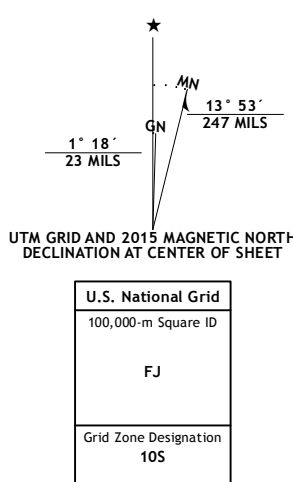 MN
13° 53´
247 MILS
GN
1° 18´
23 MILS
UTM GRID AND 2015 MAGNETIC NORTH
DECLINATION AT CENTER OF SHEET
U.S. National Grid
100,000-m Square ID
FJ
Grid Zone Designation
10S